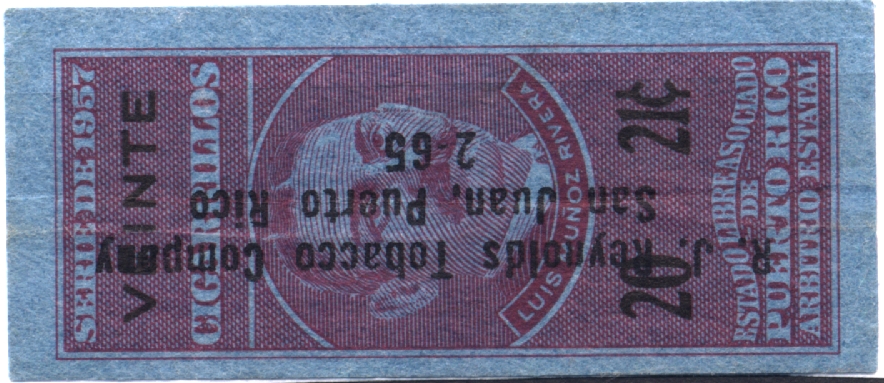 SERIE DE 1957
VEINTE
CIGARRILLOS
LUIS MUÑOZ RIVERA
20 21¢
ESTADO LIBRE ASOCIADO
DE
PUERTO RICO
ARBITRIO ESTATAL
R. J. Reynolds Tobacco Company
San Juan, Puerto Rico
2-65